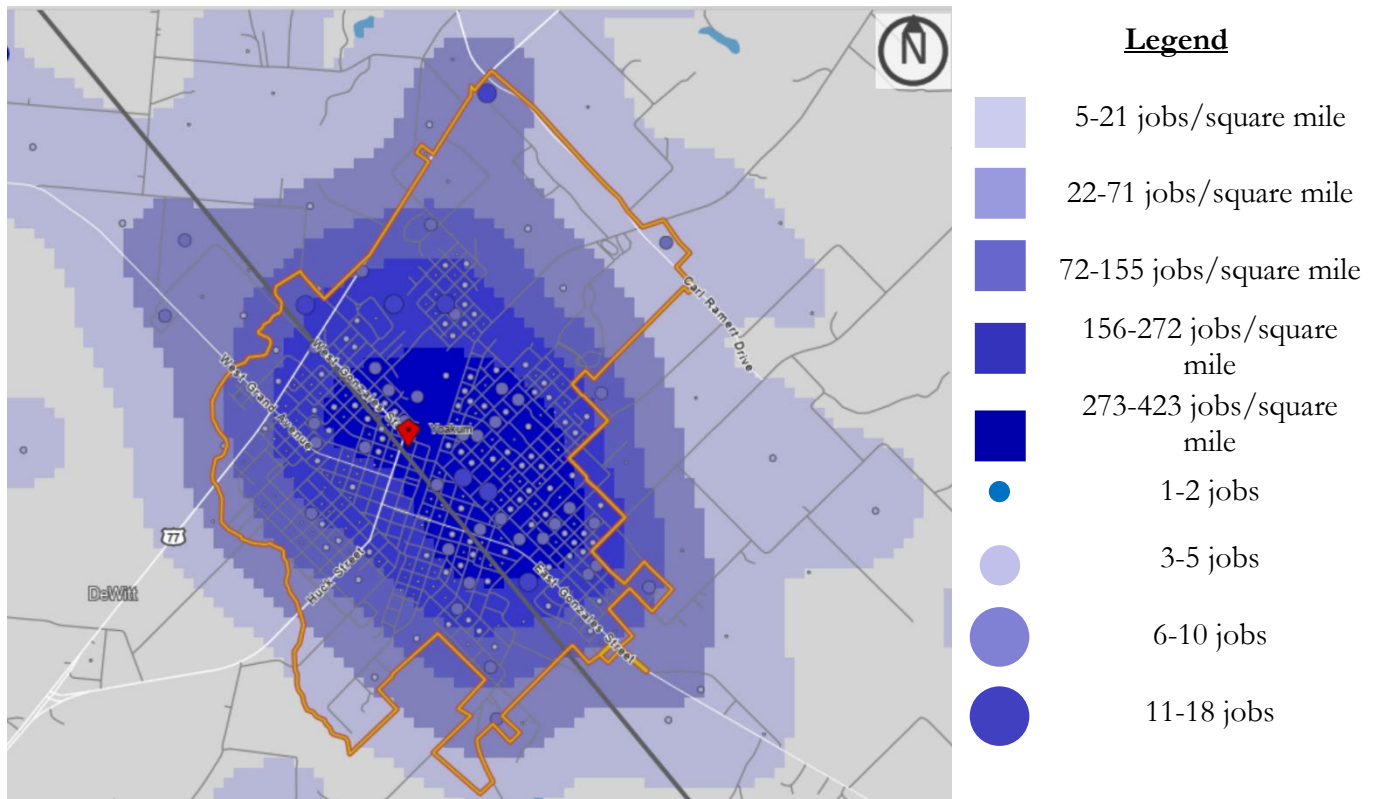 N
Carl Ramert Drive
West Gonzales St
West Grand Avenue
Yoakum
77
Huck Street
East Gonzales Street
DeWitt
Legend
5-21 jobs/square mile
22-71 jobs/square mile
72-155 jobs/square mile
156-272 jobs/square
mile
273-423 jobs/square
mile
1-2 jobs
3-5 jobs
6-10 jobs
11-18 jobs